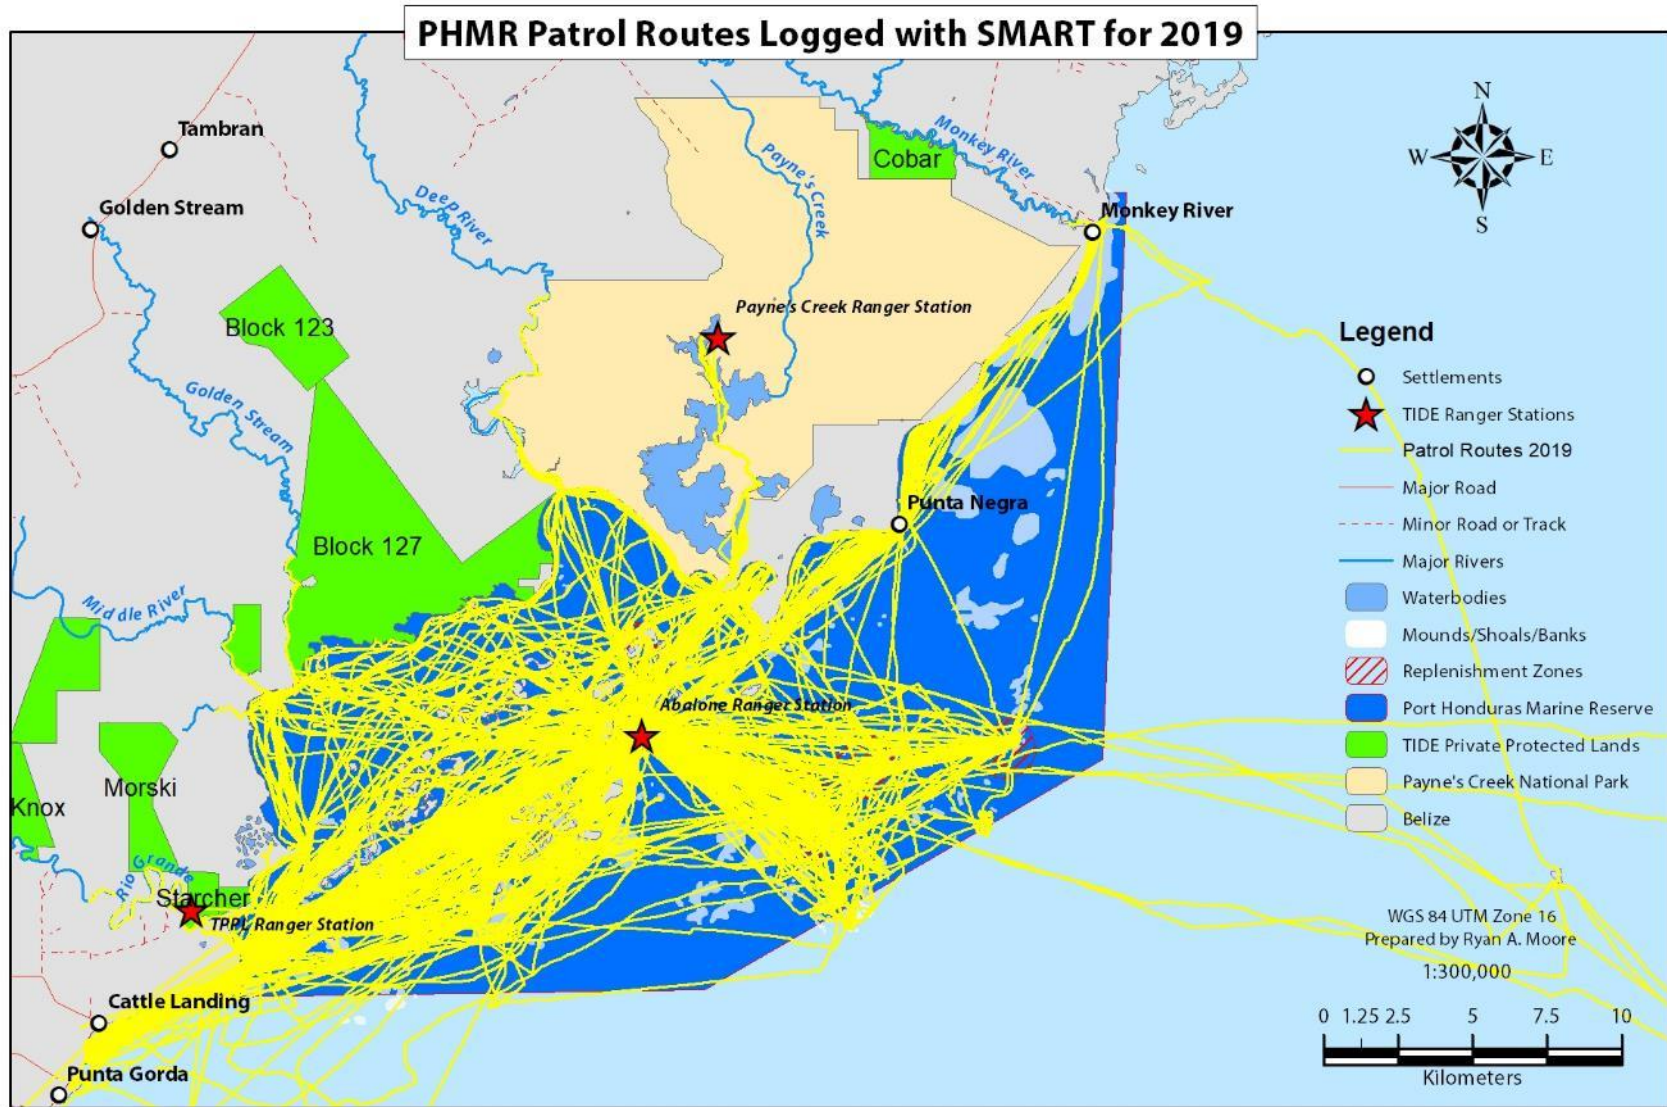 PHMR Patrol Routes Logged with SMART for 2019
Tambran
Golden Stream
Deep River
Payne's Creek
Cobar
Monkey River
Monkey River
N
W
E
S
Block 123
Golden Stream
Payne's Creek Ranger Station
Block 127
Punta Negra
Middle River
Abalone Ranger Station
Morski
Knox
Rio Grande
Starcher
TPPL Ranger Station
Cattle Landing
Punta Gorda
Legend
Settlements
TIDE Ranger Stations
Patrol Routes 2019
Major Road
Minor Road or Track
Major Rivers
Waterbodies
Mounds/Shoals/Banks
Replenishment Zones
Port Honduras Marine Reserve
TIDE Private Protected Lands
Payne's Creek National Park
Belize
WGS 84 UTM Zone 16
Prepared by Ryan A. Moore
1:300,000
0 1.25 2.5 5 7.5 10
Kilometers